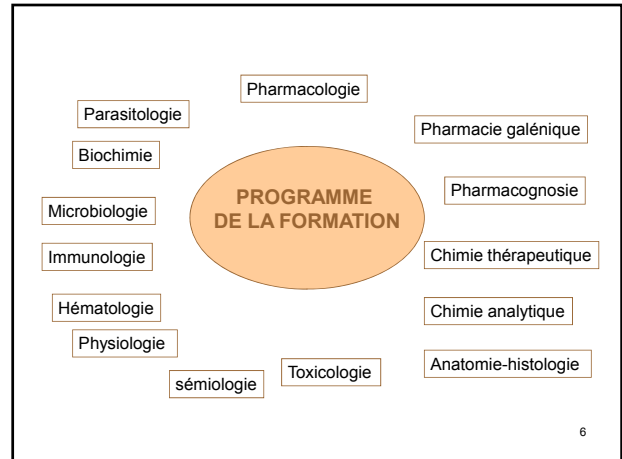 Pharmacologie
Parasitologie
Pharmacie galénique
Biochimie
Pharmacognosie
PROGRAMME
DE LA FORMATION
Microbiologie
Immunologie
Chimie thérapeutique
Hématologie
Chimie analytique
Physiologie
Anatomie-histologie
Toxicologie
sémiologie
6